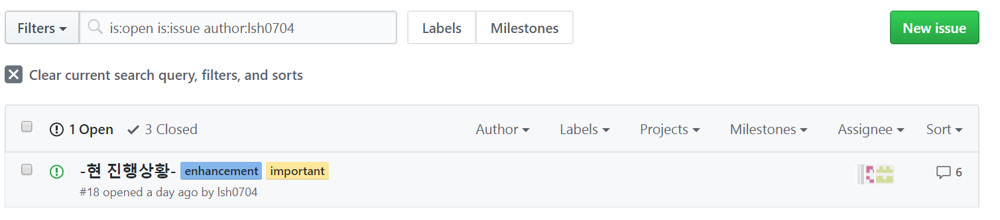 Filters is:open is:issue author:lsh0704 Labels Milestones New issue
Clear current search query, filters, and sorts
1 Open 3 Closed Author Labels Projects Milestones Assignee Sort
-현 진행상황- enhancement important 6
#18 opened a day ago by lsh0704